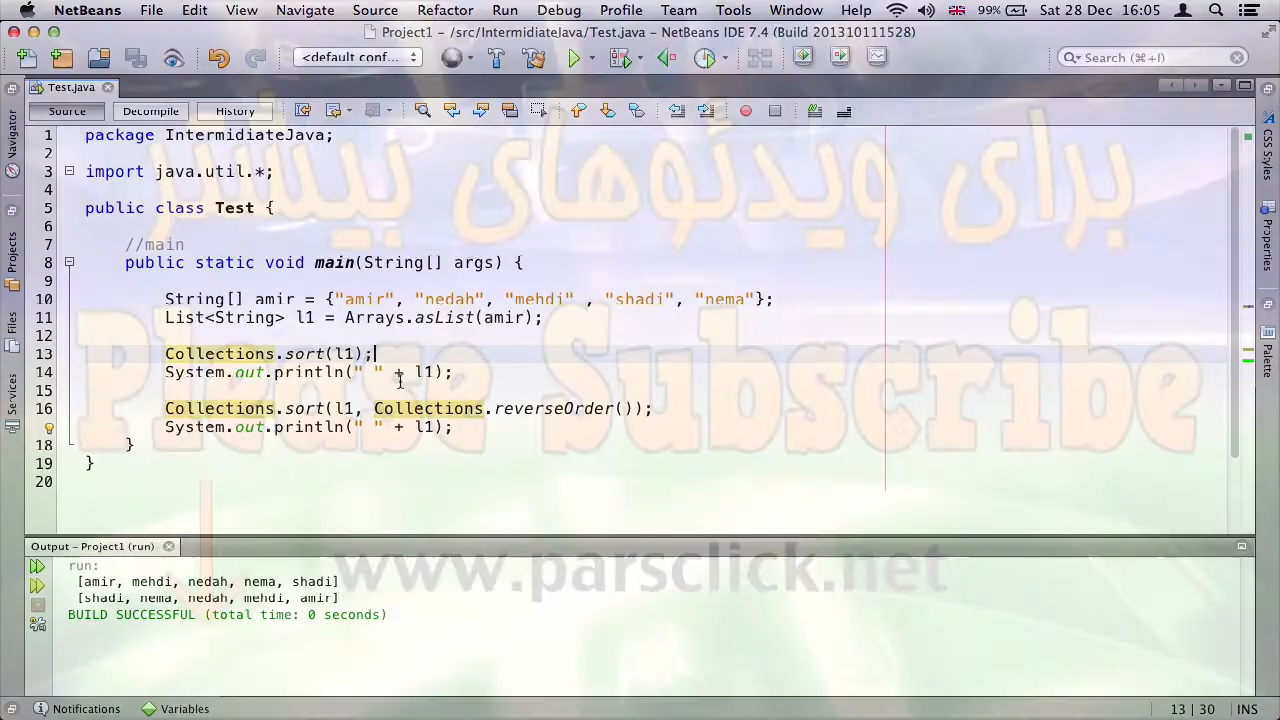 NetBeans File Edit View Navigate Source Refactor Run Debug Profile Team Tools Window Help 99% Sat 28 Dec 16:05
Project1 – /src/IntermidiateJava/Test.java – NetBeans IDE 7.4 (Build 201310111528)
<default conf... Search (⌘+I)
Test.java
Source Decompile History
برای ویدئوهای بیشتر
1 package IntermidiateJava;
2
3 import java.util.*;
4
5 public class Test {
6
7 //main
8 public static void main(String[] args) {
9
10 String[] amir = {"amir", "nedah", "mehdi" , "shadi", "nema"};
11 List<String> l1 = Arrays.asList(amir);
12
13 Collections.sort(l1);
14 System.out.println(" " + l1);
15
16 Collections.sort(l1, Collections.reverseOrder());
System.out.println(" " + l1);
18 }
19 }
20
Please Subscribe
Navigator
Projects
Files
Services
CSS Styles
Properties
Palette
Output – Project1 (run)
run:
[amir, mehdi, nedah, nema, shadi]
[shadi, nema, nedah, mehdi, amir]
BUILD SUCCESSFUL (total time: 0 seconds)
www.parsclick.net
Notifications Variables 13 | 30 INS